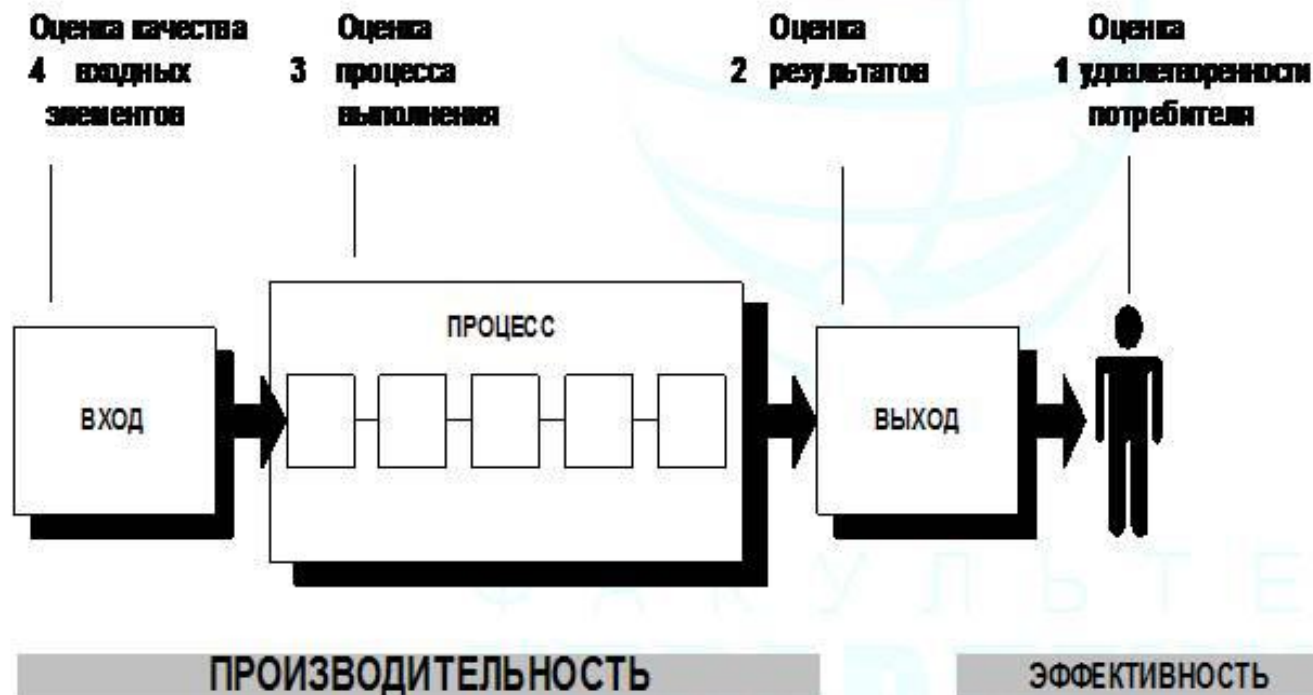 Оценка качества
4 входных
элементов
Оценка
3 процесса
выполнения
Оценка
2 результатов
Оценка
1 удовлетворенности
потребителя
ПРОЦЕСС
ВХОД
ВЫХОД
ФАКУЛЬТЕ
ПРОИЗВОДИТЕЛЬНОСТЬ
ЭФФЕКТИВНОСТЬ